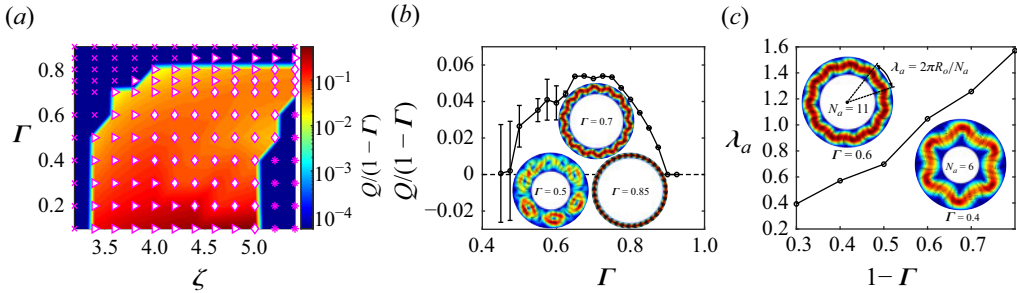 (a)
0.8
0.6
0.4
0.2
Γ
3.5 4.0 4.5 5.0
ζ
10⁻¹
10⁻²
10⁻³
10⁻⁴
Q/(1 − Γ)
(b)
Q/(1 − Γ)
0.06
0.04
0.02
0
−0.02
Γ = 0.7
Γ = 0.5
Γ = 0.85
0.4 0.6 0.8 1.0
Γ
(c)
λa
1.6
1.4
1.2
1.0
0.8
0.6
0.4
0.2
λa = 2πRo/Na
Na = 11
Γ = 0.6
Na = 6
Γ = 0.4
0.3 0.4 0.5 0.6 0.7
1−Γ